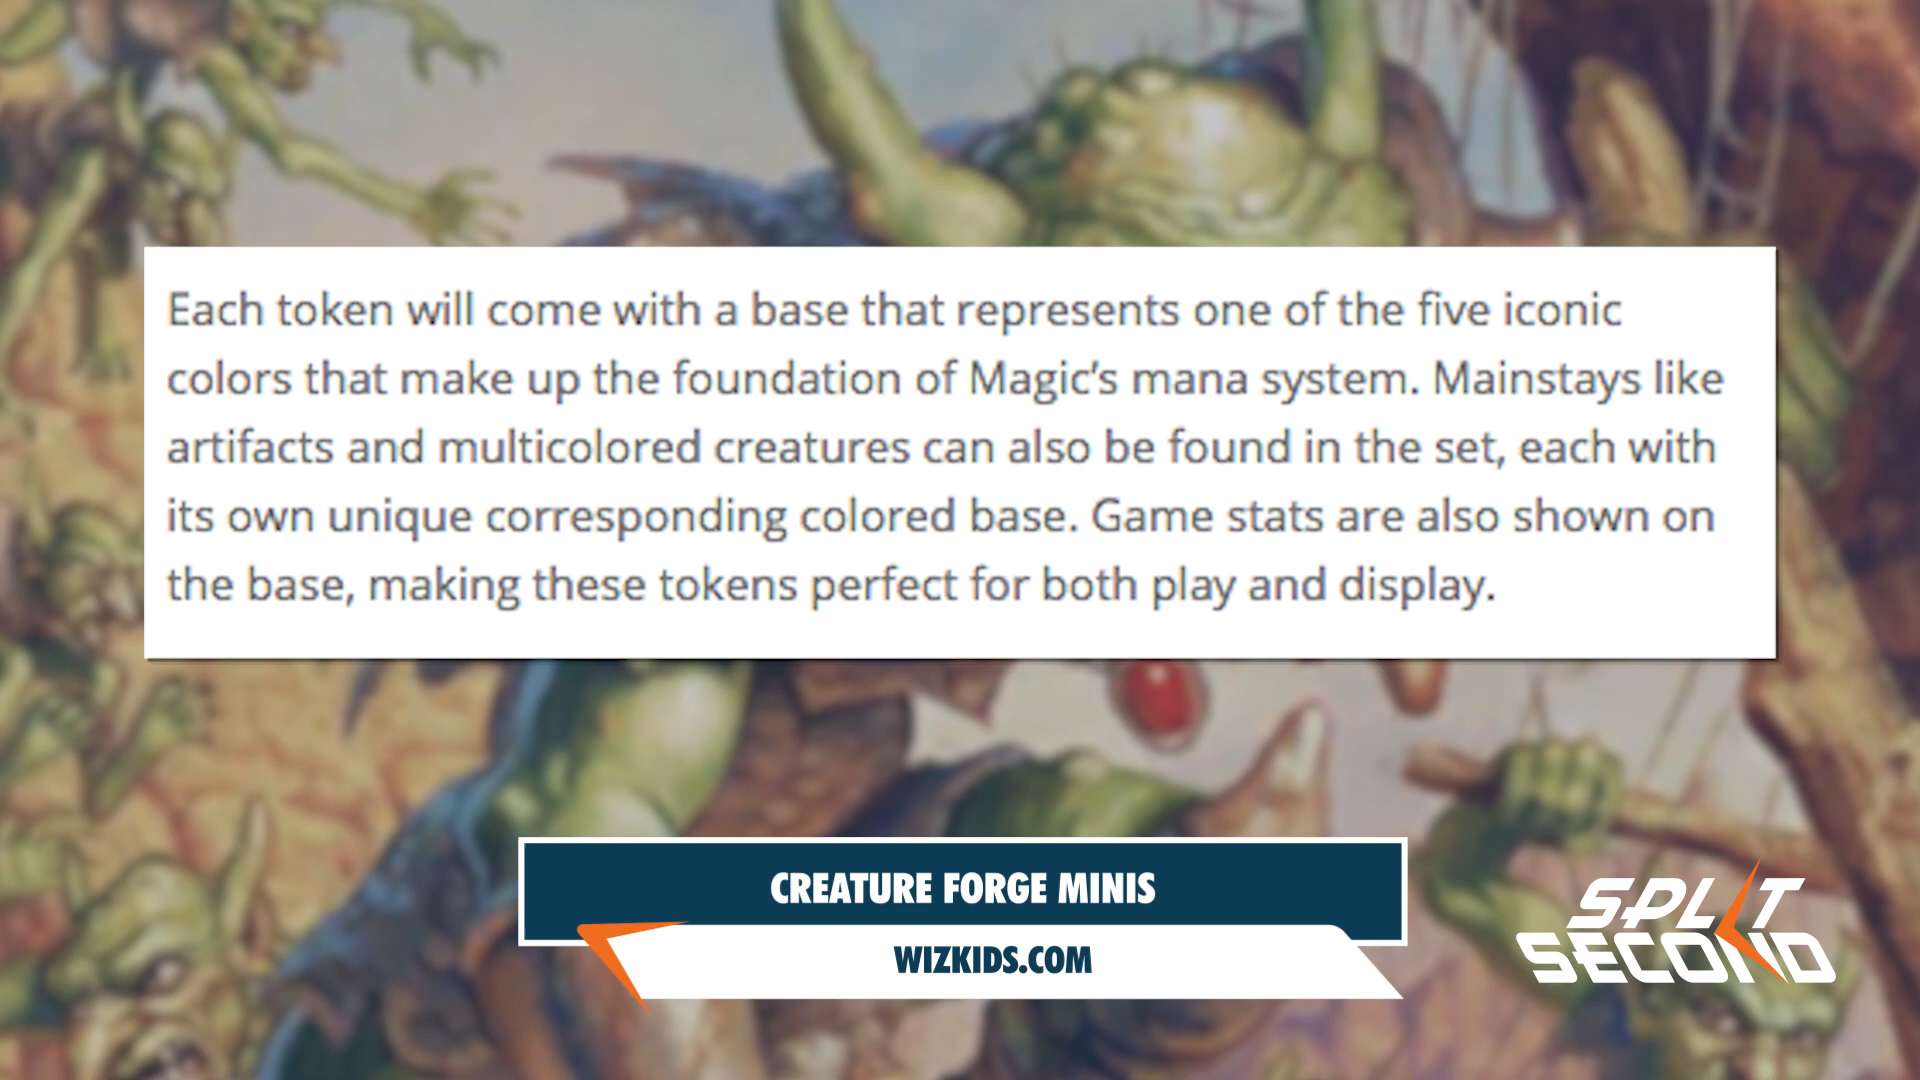 Each token will come with a base that represents one of the five iconic
colors that make up the foundation of Magic’s mana system. Mainstays like
artifacts and multicolored creatures can also be found in the set, each with
its own unique corresponding colored base. Game stats are also shown on
the base, making these tokens perfect for both play and display.
CREATURE FORGE MINIS
WIZKIDS.COM
SPLIT
SECOND